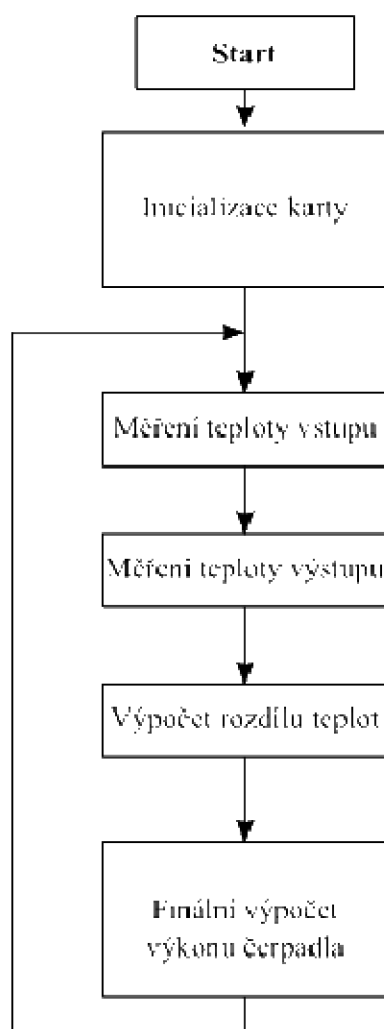 Start
Inicializace karty
Měření teploty vstupu
Měření teploty výstupu
Výpočet rozdílu teplot
Finální výpočet
výkonu čerpadla